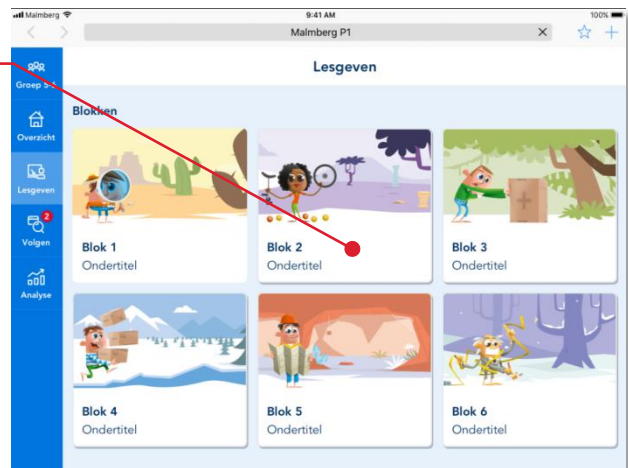 Malmberg 9:41 AM 100%
Malmberg P1
Lesgeven
Groep 5-6
Overzicht
Lesgeven
2
Volgen
Analyse
Blokken
Blok 1
Ondertitel
Blok 2
Ondertitel
Blok 3
Ondertitel
Blok 4
Ondertitel
Blok 5
Ondertitel
Blok 6
Ondertitel